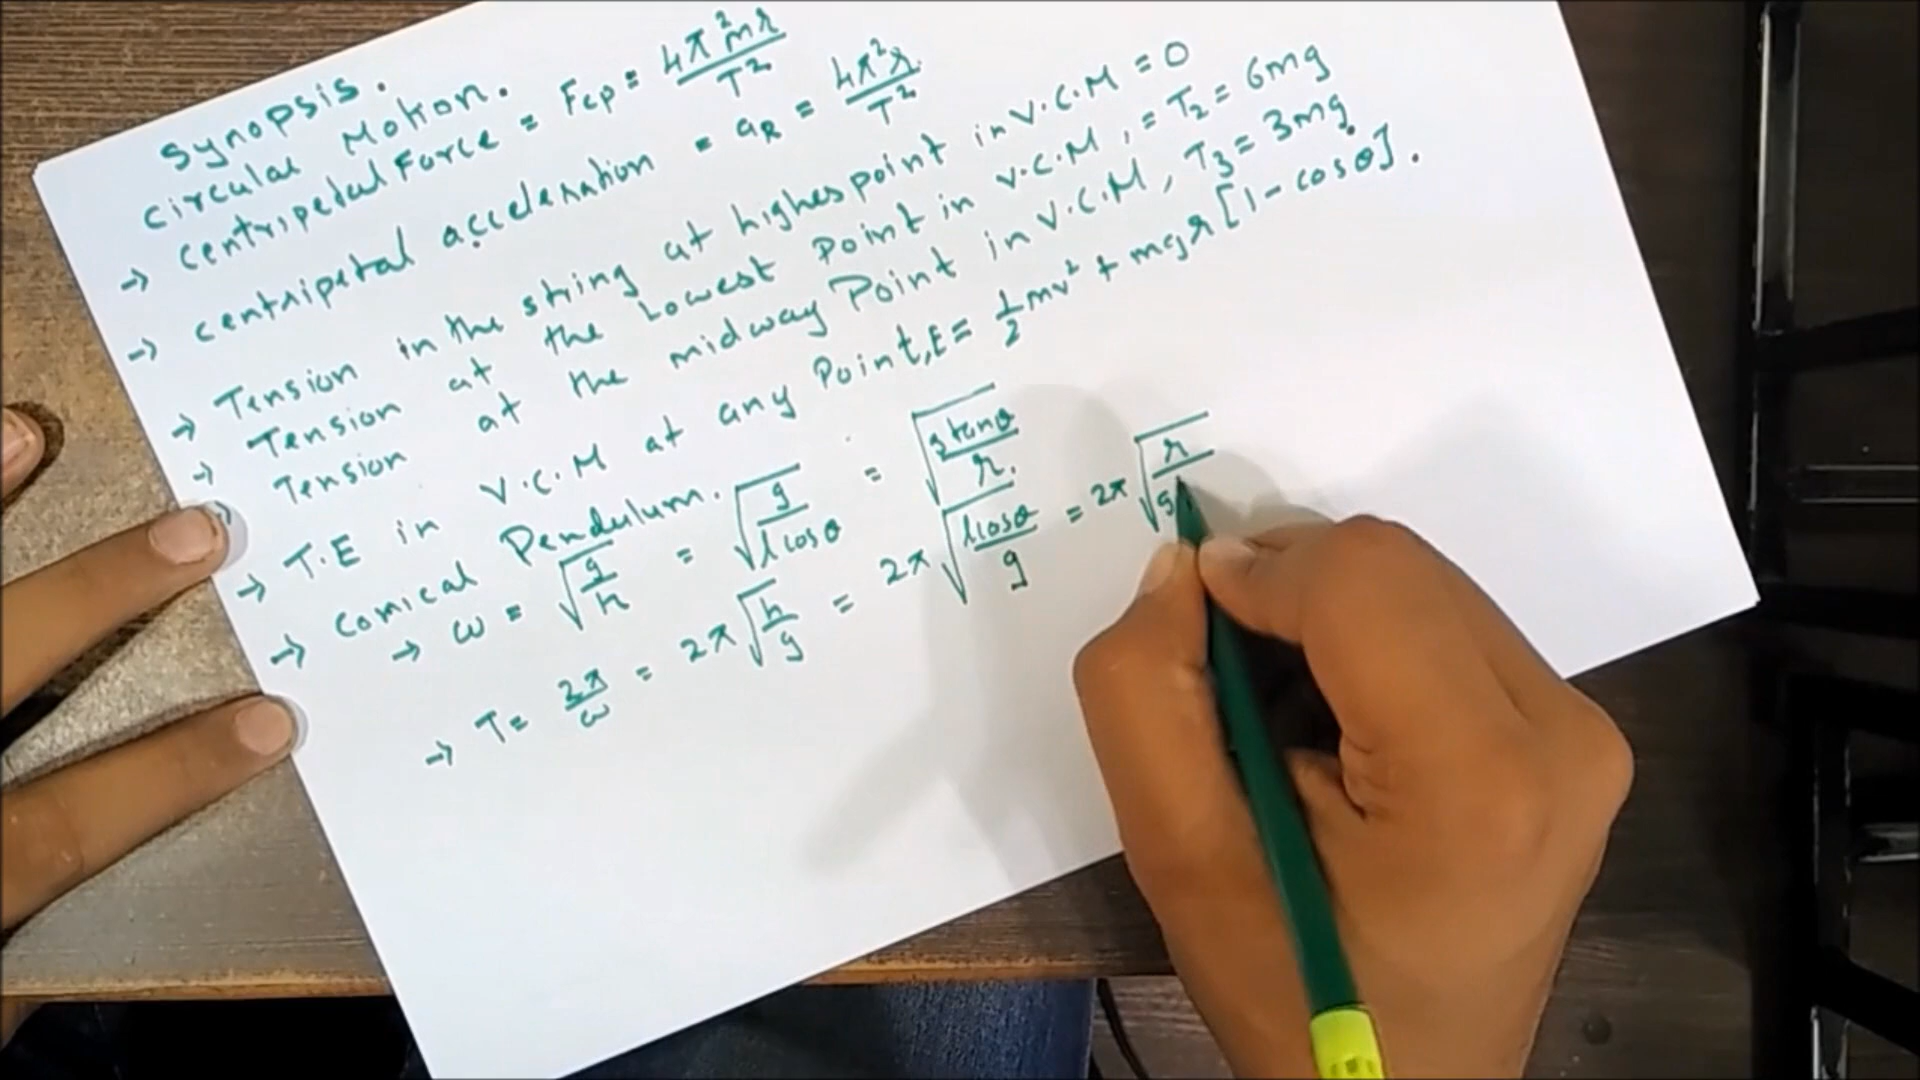 Synopsis.
Circular Motion.
→ Centripetal Force = Fcp = 4π²mr/T²
→ centripetal acceleration = aR = 4π²r/T²
→ Tension in the string at highes point in V.C.M = 0
→ Tension at the Lowest Point in V.C.M, = T2 = 6mg
→ Tension at the midway Point in V.C.M, T3 = 3mg
→ T.E in V.C.M at any Point, E = 1/2 mv² + mgr[1-cosθ].
→ Conical Pendulum.
→ ω = √(g/h) = √(g/l cosθ) = √(g tanθ/r)
→ T = 2π/ω = 2π√(h/g) = 2π√(l cosθ/g) = 2π√(r/g